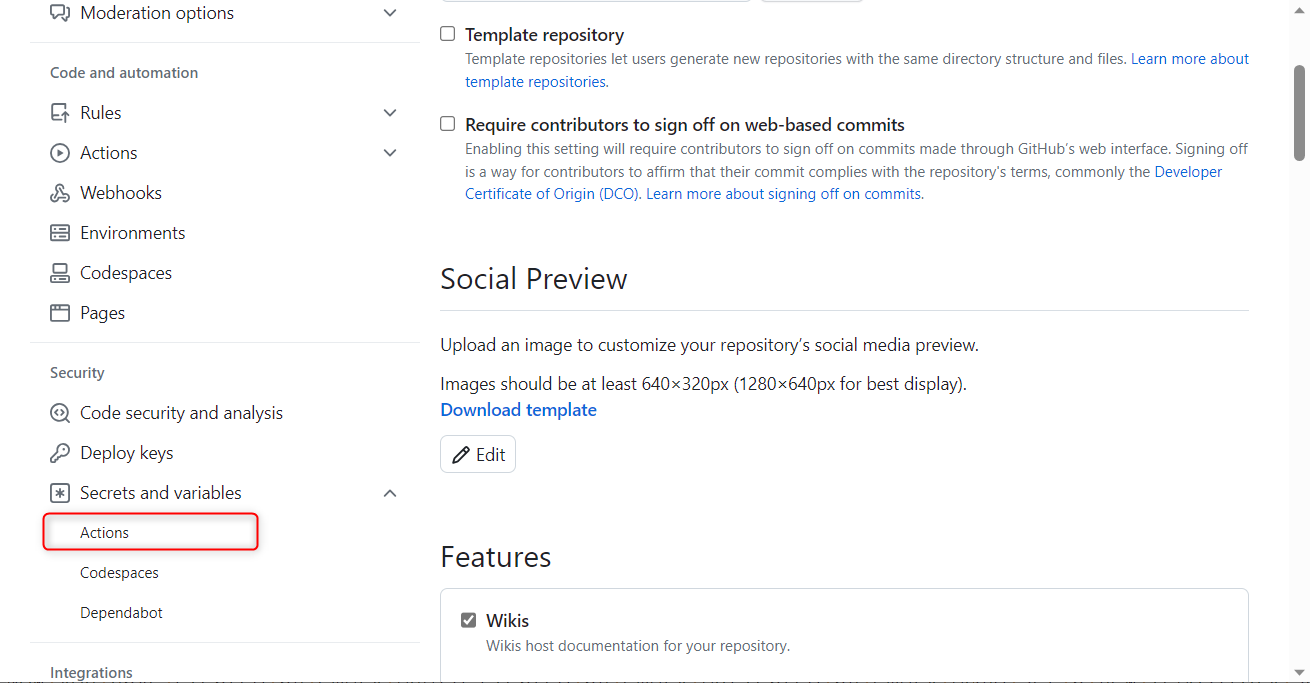 Moderation options
Code and automation
Rules
Actions
Webhooks
Environments
Codespaces
Pages
Security
Code security and analysis
Deploy keys
Secrets and variables
Actions
Codespaces
Dependabot
Integrations
Template repository
Template repositories let users generate new repositories with the same directory structure and files. Learn more about
template repositories.
Require contributors to sign off on web-based commits
Enabling this setting will require contributors to sign off on commits made through GitHub's web interface. Signing off
is a way for contributors to affirm that their commit complies with the repository's terms, commonly the Developer
Certificate of Origin (DCO). Learn more about signing off on commits.
Social Preview
Upload an image to customize your repository's social media preview.
Images should be at least 640×320px (1280×640px for best display).
Download template
Edit
Features
Wikis
Wikis host documentation for your repository.